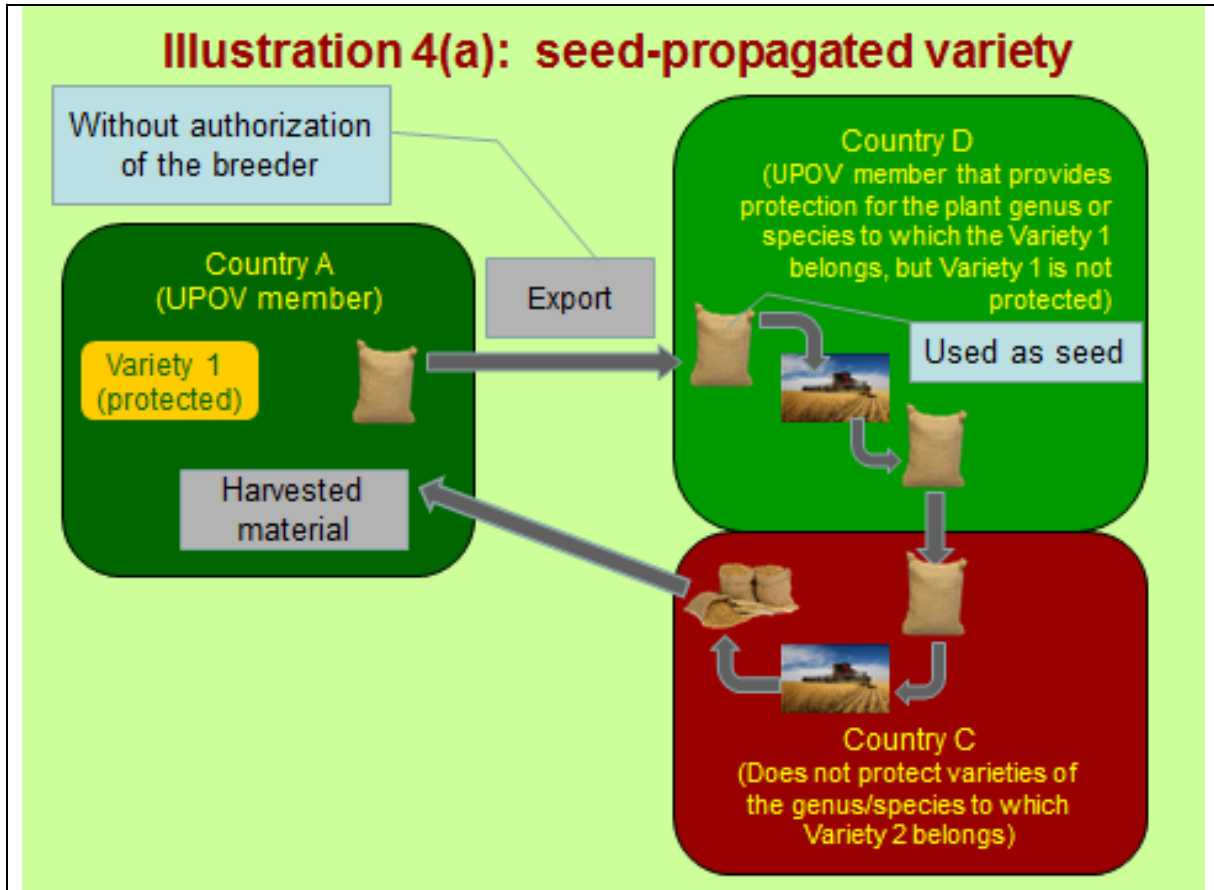 Illustration 4(a): seed-propagated variety
Without authorization
of the breeder
Country A
(UPOV member)
Variety 1
(protected)
Export
Country D
(UPOV member that provides
protection for the plant genus or
species to which the Variety 1
belongs, but Variety 1 is not
protected)
Used as seed
Harvested
material
Country C
(Does not protect varieties of
the genus/species to which
Variety 2 belongs)